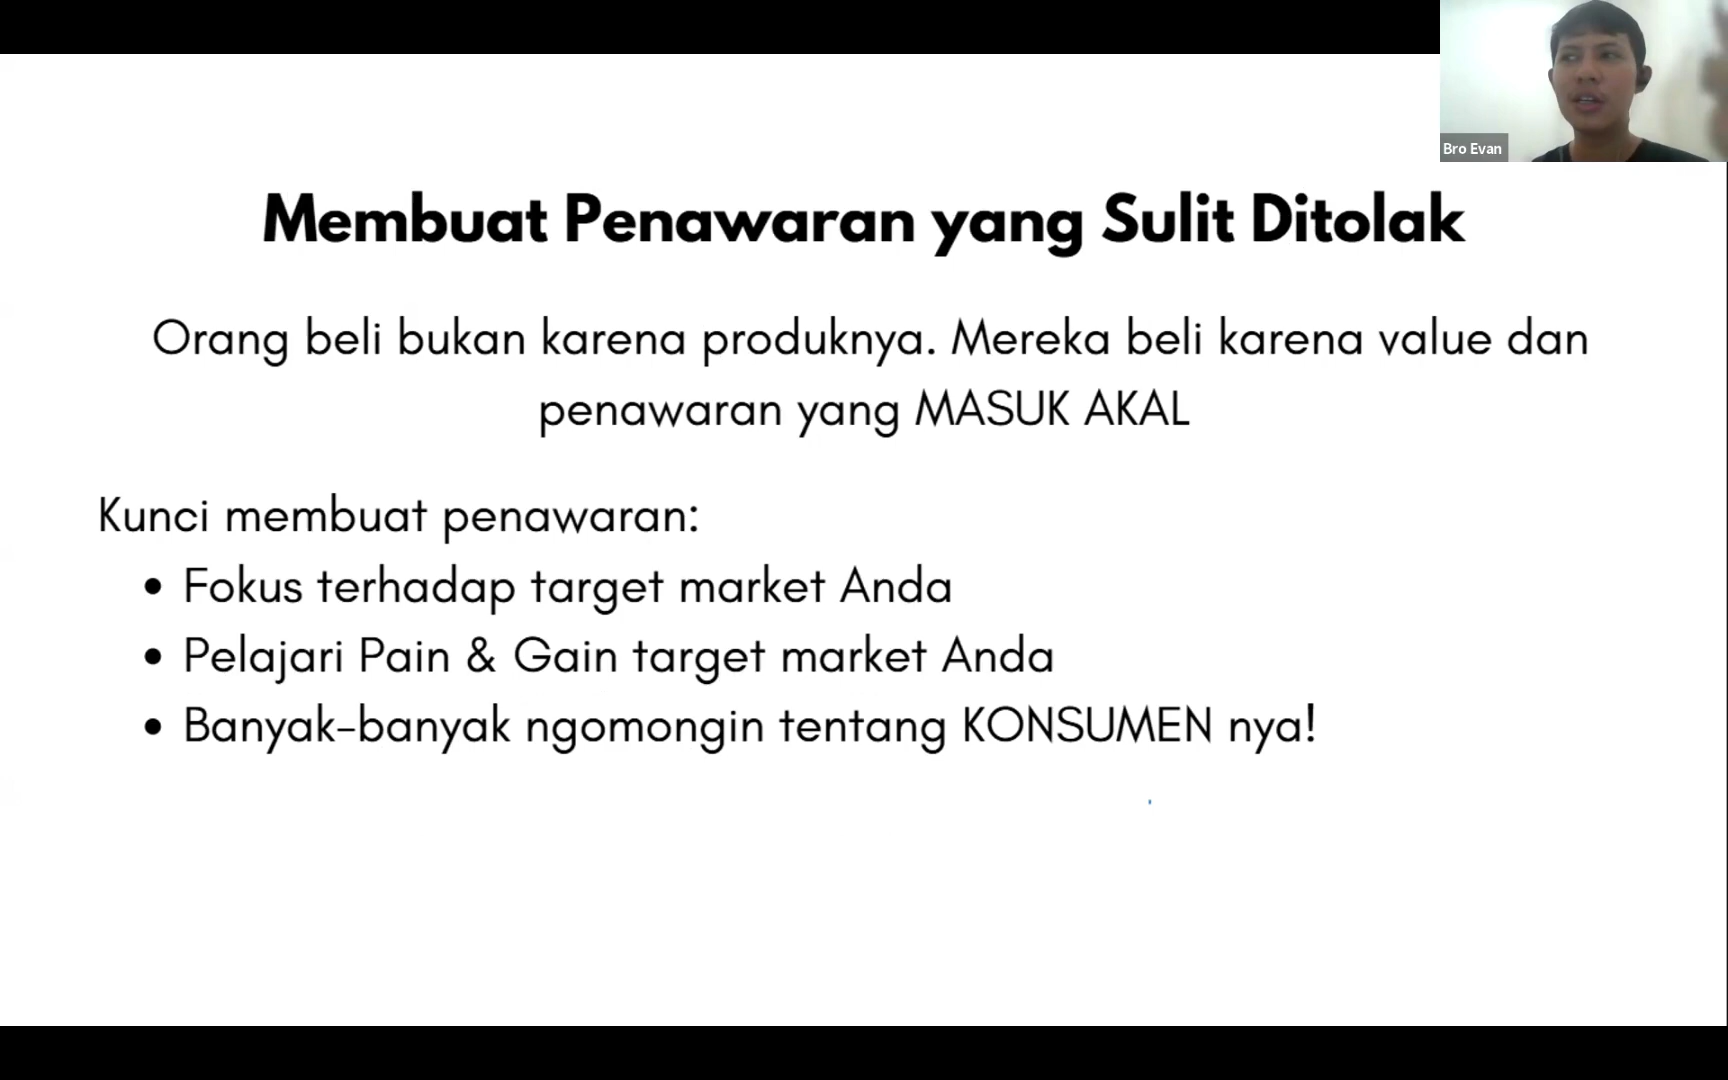 Bro Evan
Membuat Penawaran yang Sulit Ditolak
Orang beli bukan karena produknya. Mereka beli karena value dan
penawaran yang MASUK AKAL
Kunci membuat penawaran:
• Fokus terhadap target market Anda
• Pelajari Pain & Gain target market Anda
• Banyak-banyak ngomongin tentang KONSUMEN nya!